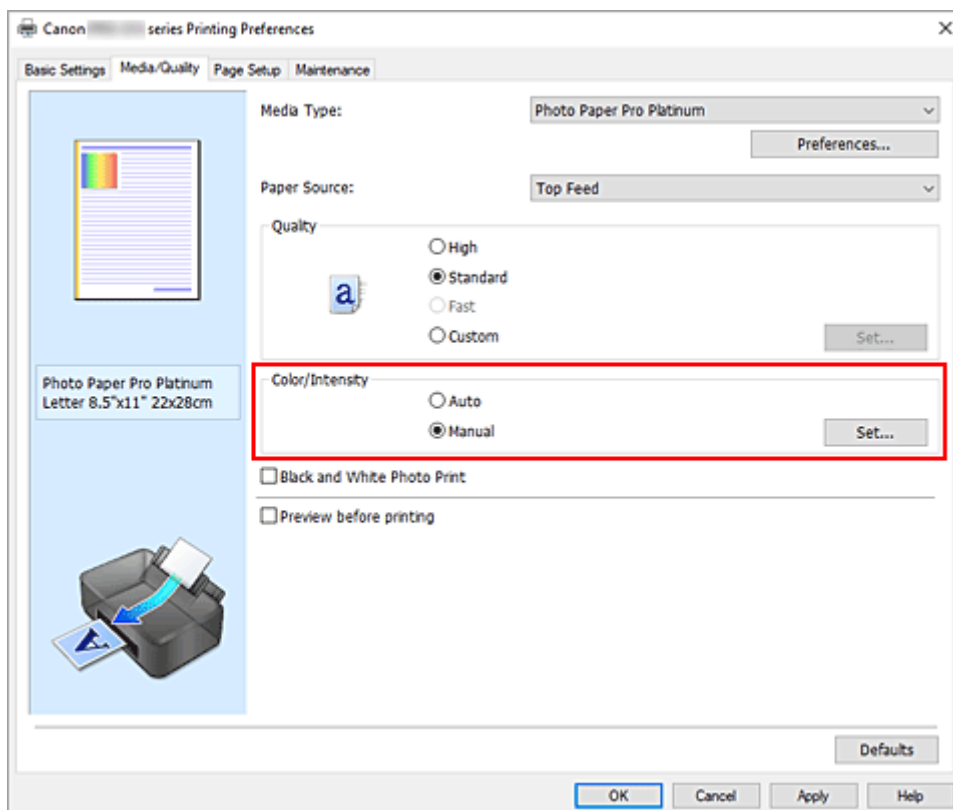 Canon series Printing Preferences
Basic Settings Media/Quality Page Setup Maintenance
Media Type: Photo Paper Pro Platinum
Preferences...
Paper Source: Top Feed
Quality
High
a Standard
Fast
Custom Set...
Photo Paper Pro Platinum
Letter 8.5"x11" 22x28cm
Color/Intensity
Auto
Manual Set...
Black and White Photo Print
Preview before printing
A
Defaults
OK Cancel Apply Help